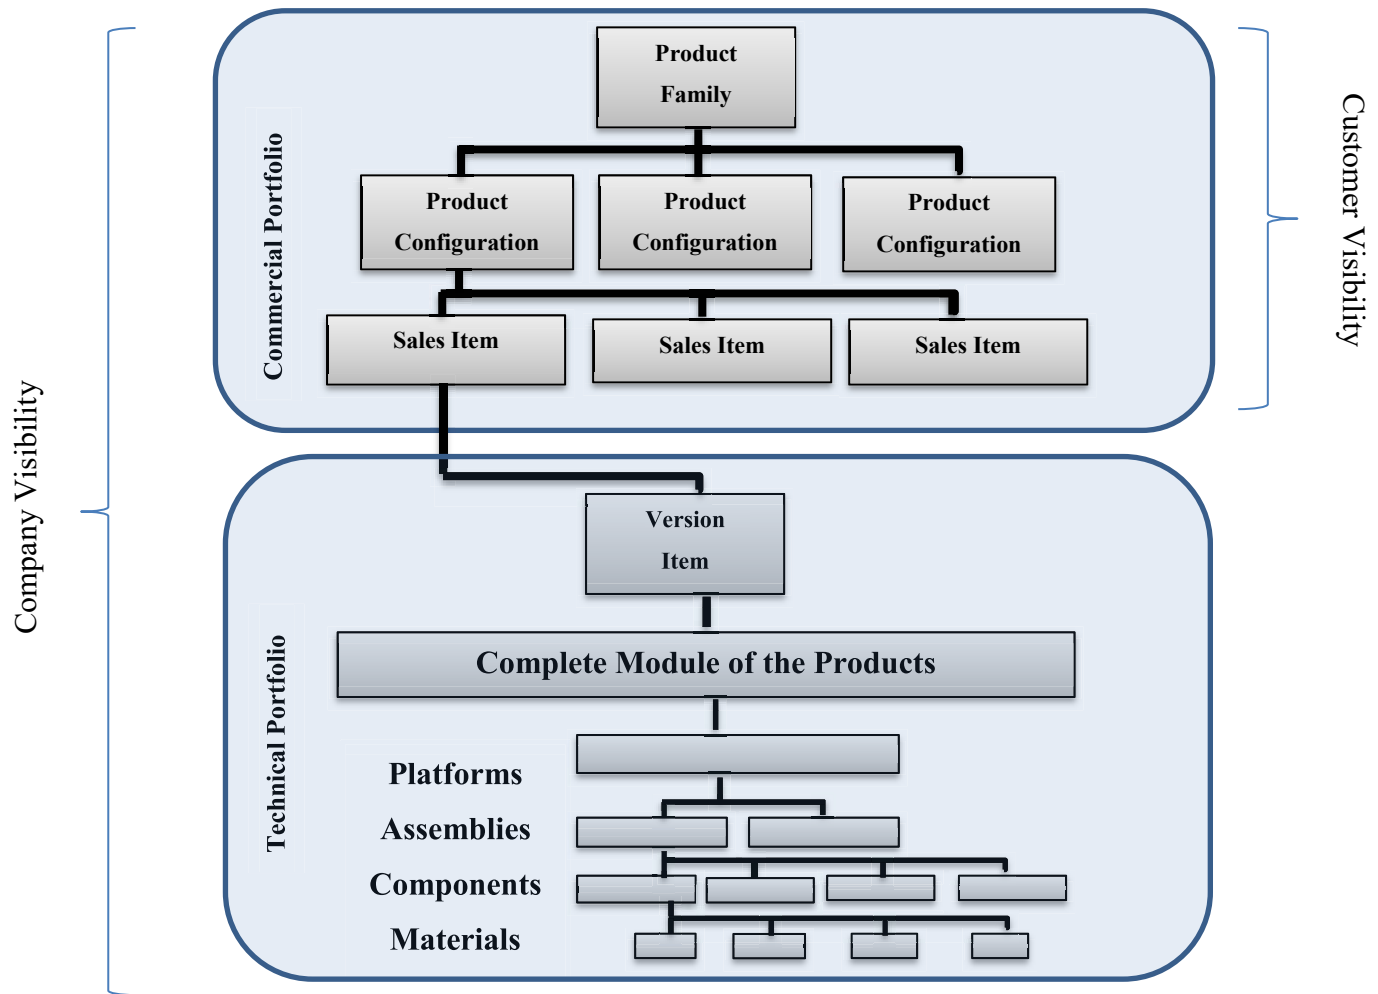 Product
Family
Product
Configuration
Product
Configuration
Product
Configuration
Sales Item
Sales Item
Sales Item
Commercial Portfolio
Customer Visibility
Company Visibility
Version
Item
Complete Module of the Products
Technical Portfolio
Platforms
Assemblies
Components
Materials